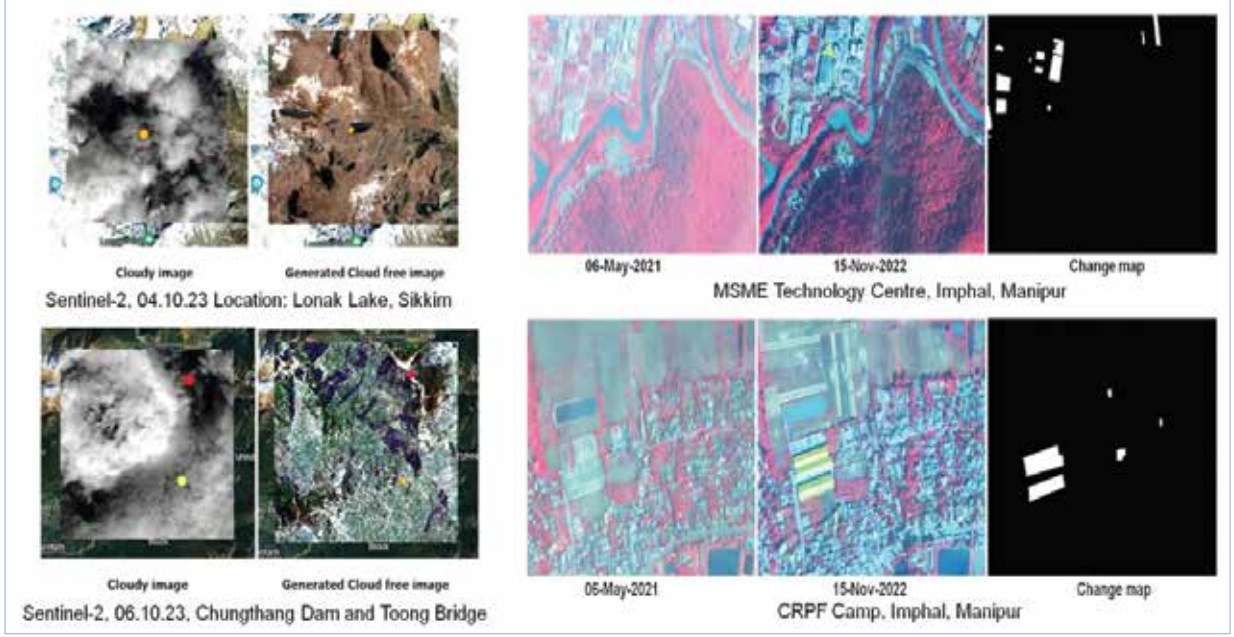 Cloudy image
Generated Cloud free image
Sentinel-2, 04.10.23 Location: Lonak Lake, Sikkim
06-May-2021
15-Nov-2022
Change map
MSME Technology Centre, Imphal, Manipur
Cloudy image
Generated Cloud free image
Sentinel-2, 06.10.23, Chungthang Dam and Toong Bridge
06-May-2021
15-Nov-2022
Change map
CRPF Camp, Imphal, Manipur